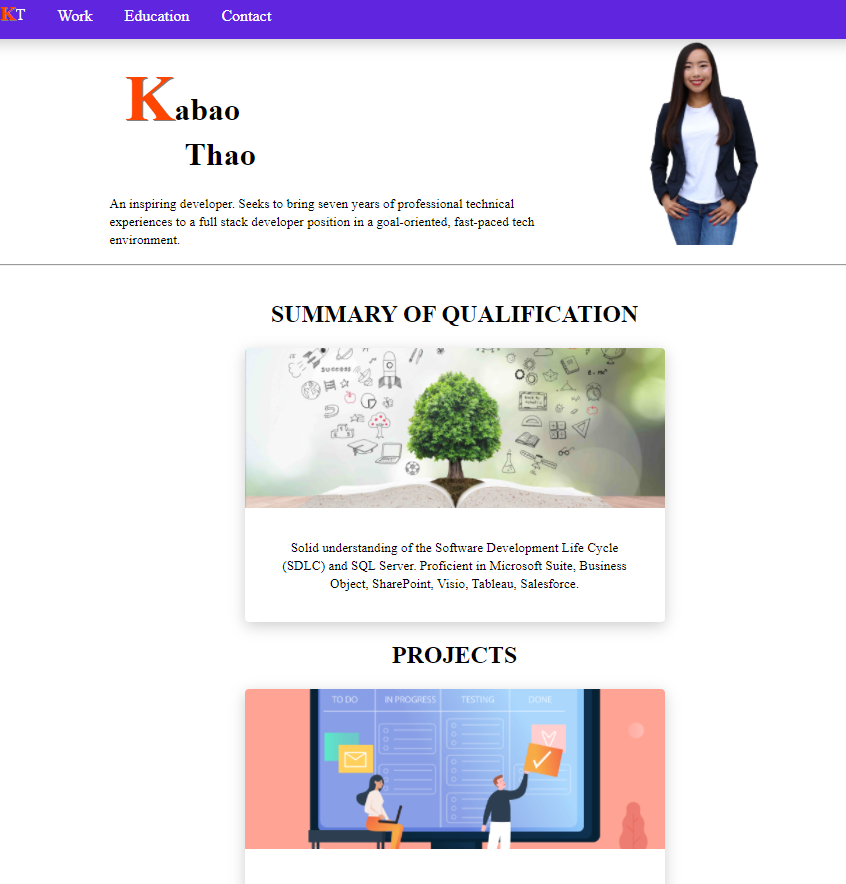 KT Work Education Contact
Kabao
Thao
An inspiring developer. Seeks to bring seven years of professional technical
experiences to a full stack developer position in a goal-oriented, fast-paced tech
environment.
SUMMARY OF QUALIFICATION
SUCCESS
Solid understanding of the Software Development Life Cycle
(SDLC) and SQL Server. Proficient in Microsoft Suite, Business
Object, SharePoint, Visio, Tableau, Salesforce.
PROJECTS
TO DO IN PROGRESS TESTING DONE